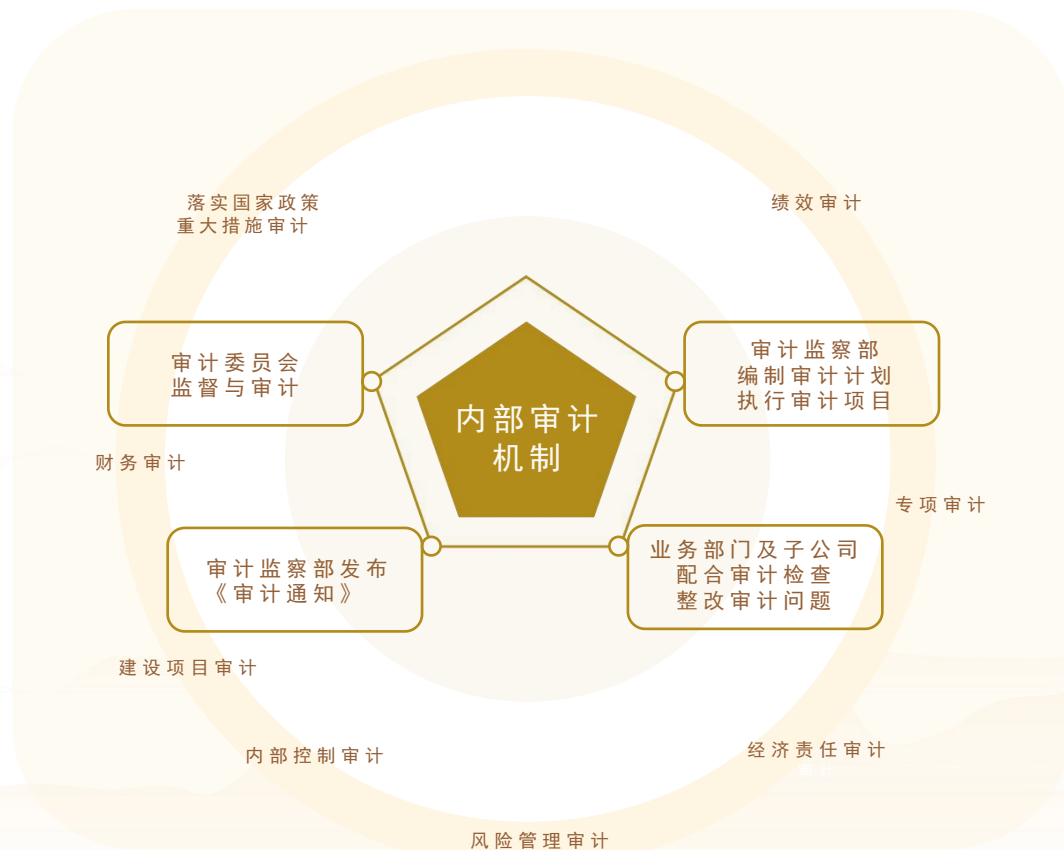 落实国家政策
重大措施审计
绩效审计
审计委员会
监督与审计
审计监察部
编制审计计划
执行审计项目
内部审计
机制
财务审计
专项审计
审计监察部发布
《审计通知》
业务部门及子公司
配合审计检查
整改审计问题
建设项目审计
内部控制审计
经济责任审计
风险管理审计